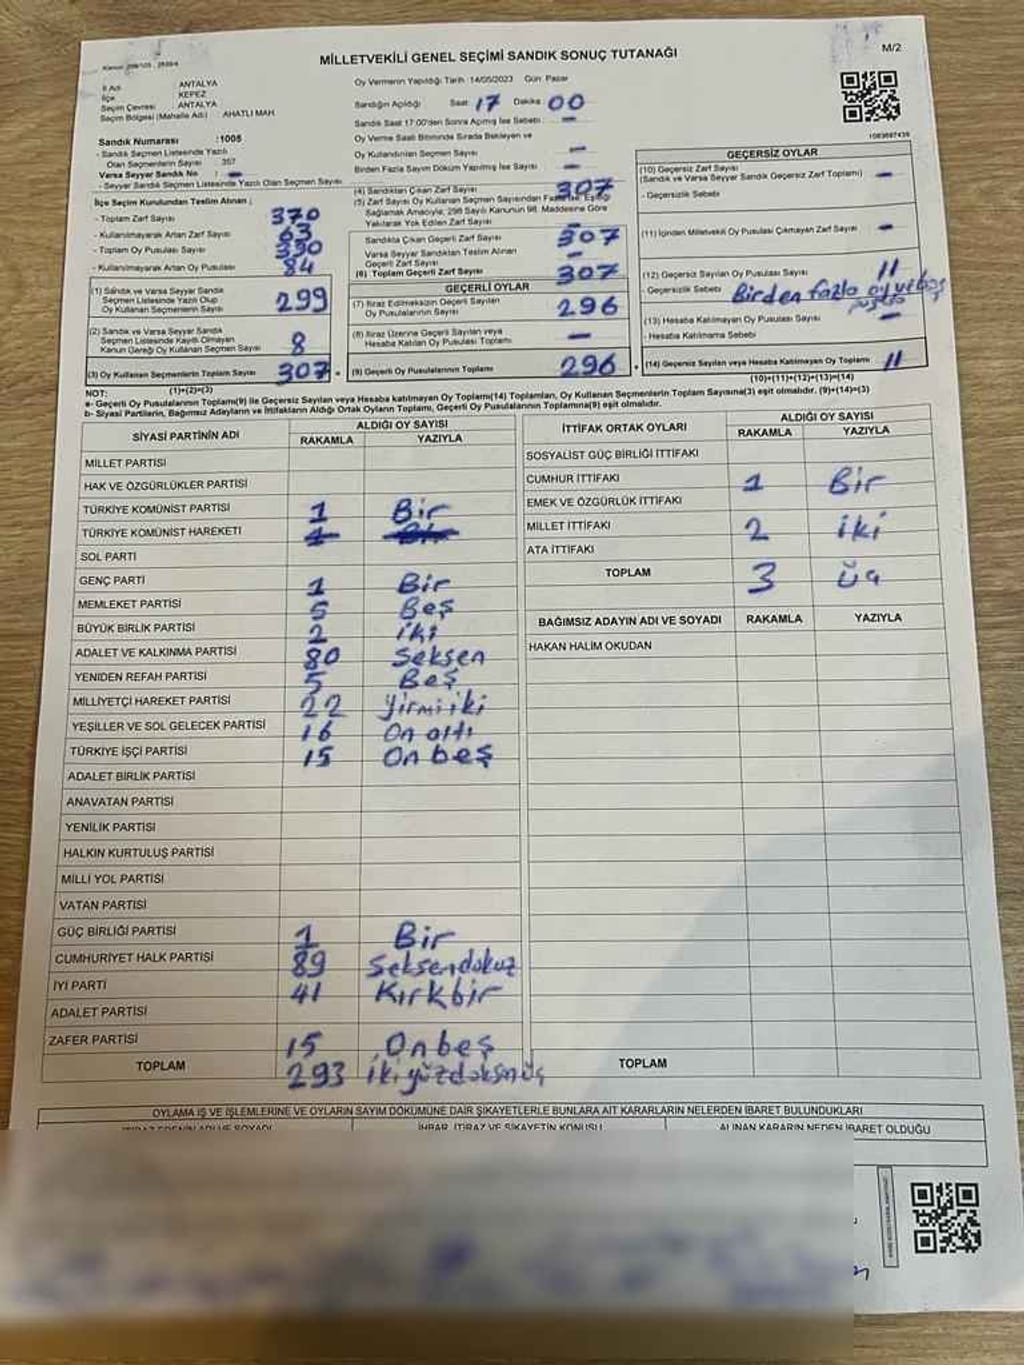 MİLLETVEKİLİ GENEL SEÇİMİ SANDIK SONUÇ TUTANAĞI
M/2
İl Adı : ANTALYA
İlçe : KEPEZ
Seçim Çevresi : ANTALYA
Seçim Bölgesi (Mahalle Adı) : AHATLI MAH
Sandık Numarası : 1005
- Sandık Seçmen Listesinde Yazılı
Olan Seçmenlerin Sayısı : 357
Varsa Seyyar Sandık No : -
- Seyyar Sandık Seçmen Listesinde Yazılı Olan Seçmen Sayısı
İlçe Seçim Kurulundan Teslim Alınan ;
- Toplam Zarf Sayısı 370
- Kullanılmayarak Artan Zarf Sayısı 63
- Toplam Oy Pusulası Sayısı
- Kullanılmayarak Artan Oy Pusulası 84
(1) Sandık ve Varsa Seyyar Sandık
Seçmen Listesinde Yazılı Olup
Oy Kullanan Seçmenlerin Sayısı 299
(2) Sandık ve Varsa Seyyar Sandık
Seçmen Listesinde Kayıtlı Olmayan
Kanun Gereği Oy Kullanan Seçmen Sayısı 8
(3) Oy Kullanan Seçmenlerin Toplam Sayısı 307
(1)+(2)=(3)
Oy Vermenin Yapıldığı Tarih : 14/05/2023 Gün : Pazar
Sandığın Açıldığı Saat : 17 Dakika : 00
Sandık Saat 17:00'den Sonra Açılmış İse Sebebi : -
Oy Verme Saati Bitiminde Sırada Bekleyen ve
Oy Kullandırılan Seçmen Sayısı -
Birden Fazla Sayım Döküm Yapılmış İse Sayısı : -
(4) Sandıktan Çıkan Zarf Sayısı 307
(5) Zarf Sayısı Oy Kullanan Seçmen Sayısından Fazla İse, Eşitliği
Sağlamak Amacıyla, 298 Sayılı Kanunun 98. Maddesine Göre
Yakılarak Yok Edilen Zarf Sayısı
Sandıkta Çıkan Geçerli Zarf Sayısı 307
Varsa Seyyar Sandıktan Teslim Alınan
Geçerli Zarf Sayısı -
(6) Toplam Geçerli Zarf Sayısı 307
GEÇERLİ OYLAR
(7) İtiraz Edilmeksizin Geçerli Sayılan
Oy Pusulalarının Sayısı 296
(8) İtiraz Üzerine Geçerli Sayılan veya
Hesaba Katılan Oy Pusulası Toplamı -
(9) Geçerli Oy Pusulalarının Toplamı 296
1083697439
GEÇERSİZ OYLAR
(10) Geçersiz Zarf Sayısı
(Sandık ve Varsa Seyyar Sandık Geçersiz Zarf Toplamı) -
- Geçersizlik Sebebi
(11) İçinden Milletvekili Oy Pusulası Çıkmayan Zarf Sayısı -
(12) Geçersiz Sayılan Oy Pusulası Sayısı 11
- Geçersizlik Sebebi Birden fazla oy ve boş
(13) Hesaba Katılmayan Oy Pusulası Sayısı -
- Hesaba Katılmama Sebebi
(14) Geçersiz Sayılan veya Hesaba Katılmayan Oy Toplamı 11
(10)+(11)+(12)+(13)=(14)
NOT:
a- Geçerli Oy Pusulalarının Toplamı(9) ile Geçersiz Sayılan veya Hesaba katılmayan Oy Toplamı(14) Toplamları, Oy Kullanan Seçmenlerin Toplam Sayısına(3) eşit olmalıdır. (9)+(14)=(3)
b- Siyasi Partilerin, Bağımsız Adayların ve İttifakların Aldığı Ortak Oyların Toplamı, Geçerli Oy Pusulalarının Toplamına(9) eşit olmalıdır.
SİYASİ PARTİNİN ADI ALDIĞI OY SAYISI
RAKAMLA YAZIYLA
MİLLET PARTİSİ
HAK VE ÖZGÜRLÜKLER PARTİSİ
TÜRKİYE KOMÜNİST PARTİSİ 1 Bir
TÜRKİYE KOMÜNİST HAREKETİ 1 Bir
SOL PARTİ
GENÇ PARTİ 1 Bir
MEMLEKET PARTİSİ 5 Beş
BÜYÜK BİRLİK PARTİSİ 2 iki
ADALET VE KALKINMA PARTİSİ 80 Seksen
YENİDEN REFAH PARTİSİ 5 Beş
MİLLİYETÇİ HAREKET PARTİSİ 22 Yirmiiki
YEŞİLLER VE SOL GELECEK PARTİSİ 16 On altı
TÜRKİYE İŞÇİ PARTİSİ 15 On beş
ADALET BİRLİK PARTİSİ
ANAVATAN PARTİSİ
YENİLİK PARTİSİ
HALKIN KURTULUŞ PARTİSİ
MİLLİ YOL PARTİSİ
VATAN PARTİSİ
GÜÇ BİRLİĞİ PARTİSİ 1 Bir
CUMHURİYET HALK PARTİSİ 89 Seksendokuz
İYİ PARTİ 41 Kırkbir
ADALET PARTİSİ
ZAFER PARTİSİ 15 Onbeş
TOPLAM 293
İTTİFAK ORTAK OYLARI ALDIĞI OY SAYISI
RAKAMLA YAZIYLA
SOSYALİST GÜÇ BİRLİĞİ İTTİFAKI
CUMHUR İTTİFAKI 1 Bir
EMEK VE ÖZGÜRLÜK İTTİFAKI
MİLLET İTTİFAKI 2 iki
ATA İTTİFAKI
TOPLAM 3 üç
BAĞIMSIZ ADAYIN ADI VE SOYADI RAKAMLA YAZIYLA
HAKAN HALİM OKUDAN
TOPLAM
OYLAMA İŞ VE İŞLEMLERİNE VE OYLARIN SAYIM DÖKÜMÜNE DAİR ŞİKAYETLERLE BUNLARA AİT KARARLARIN NELERDEN İBARET BULUNDUKLARI
İTİRAZ EDENİN ADI VE SOYADI İHBAR, İTİRAZ VE ŞİKAYETİN KONUSU ALINAN KARARIN NEDEN İBARET OLDUĞU